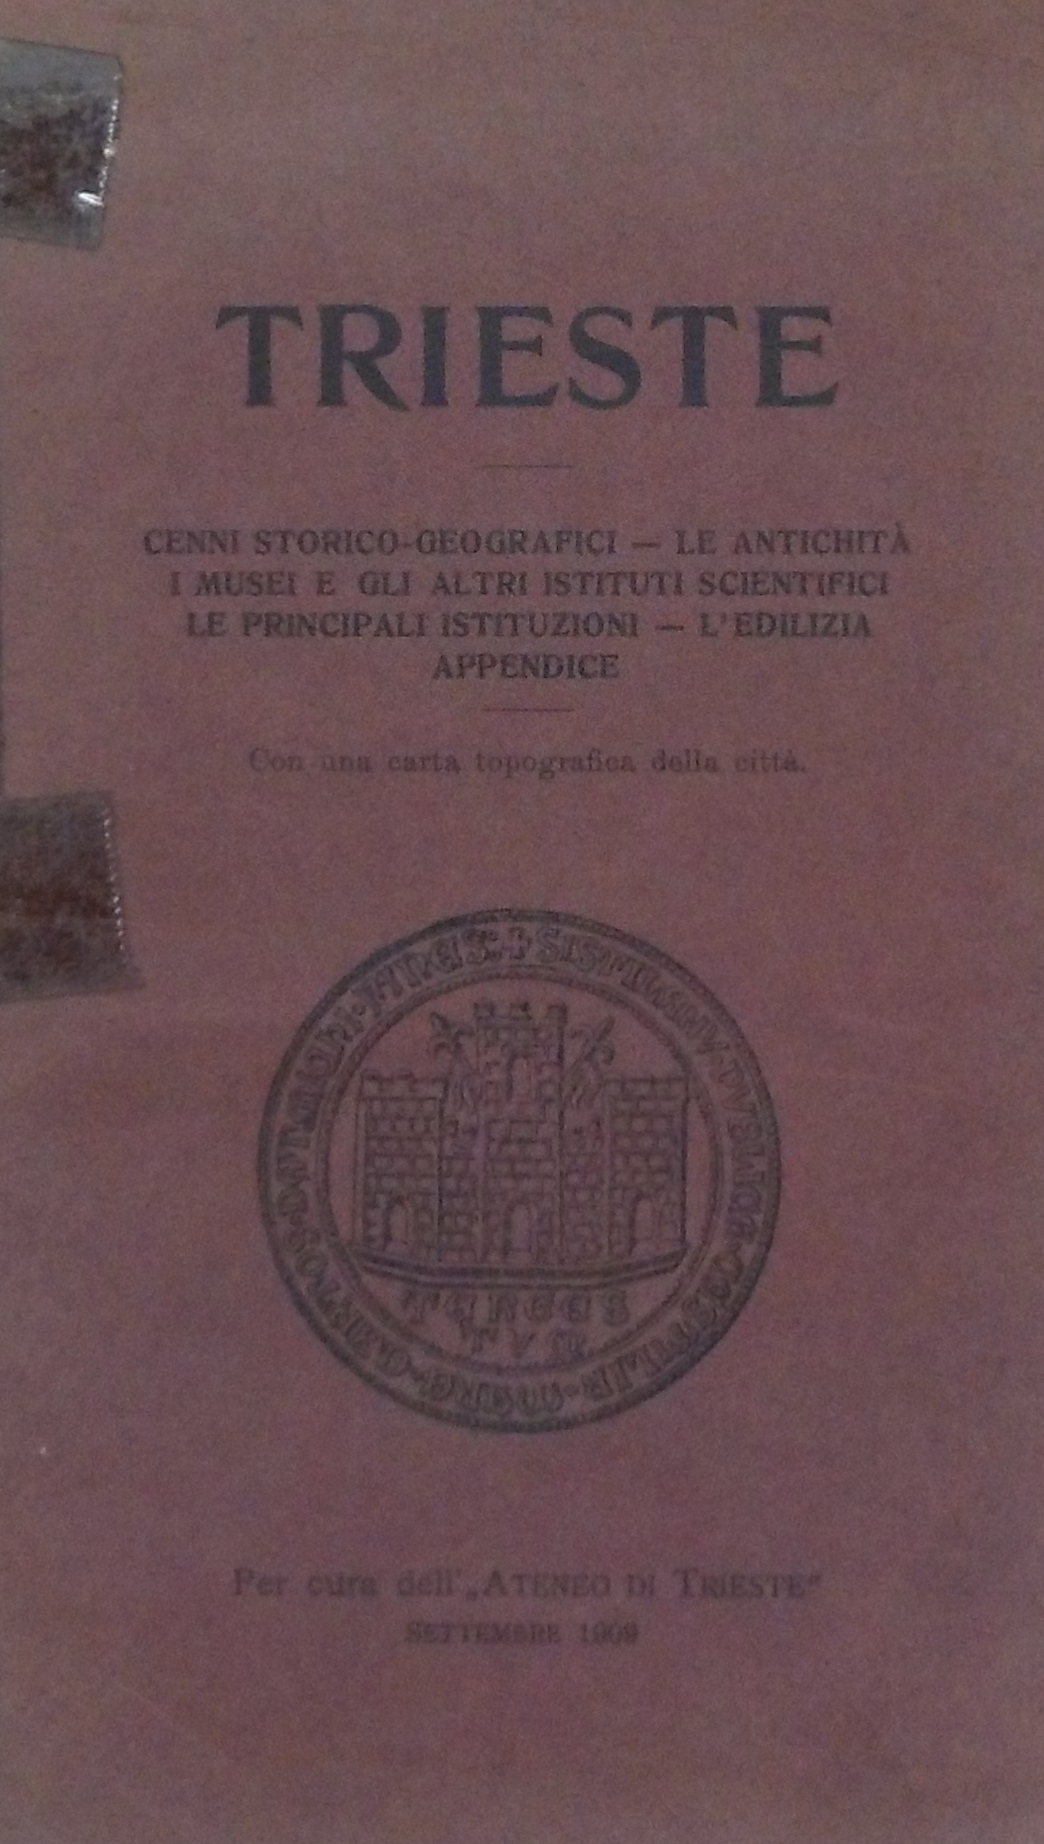 TRIESTE
CENNI STORICO-GEOGRAFICI — LE ANTICHITÀ
I MUSEI E GLI ALTRI ISTITUTI SCIENTIFICI
LE PRINCIPALI ISTITUZIONI — L'EDILIZIA
APPENDICE
Con una carta topografica della città.
Per cura dell'„ATENEO DI TRIESTE“
SETTEMBRE 1909